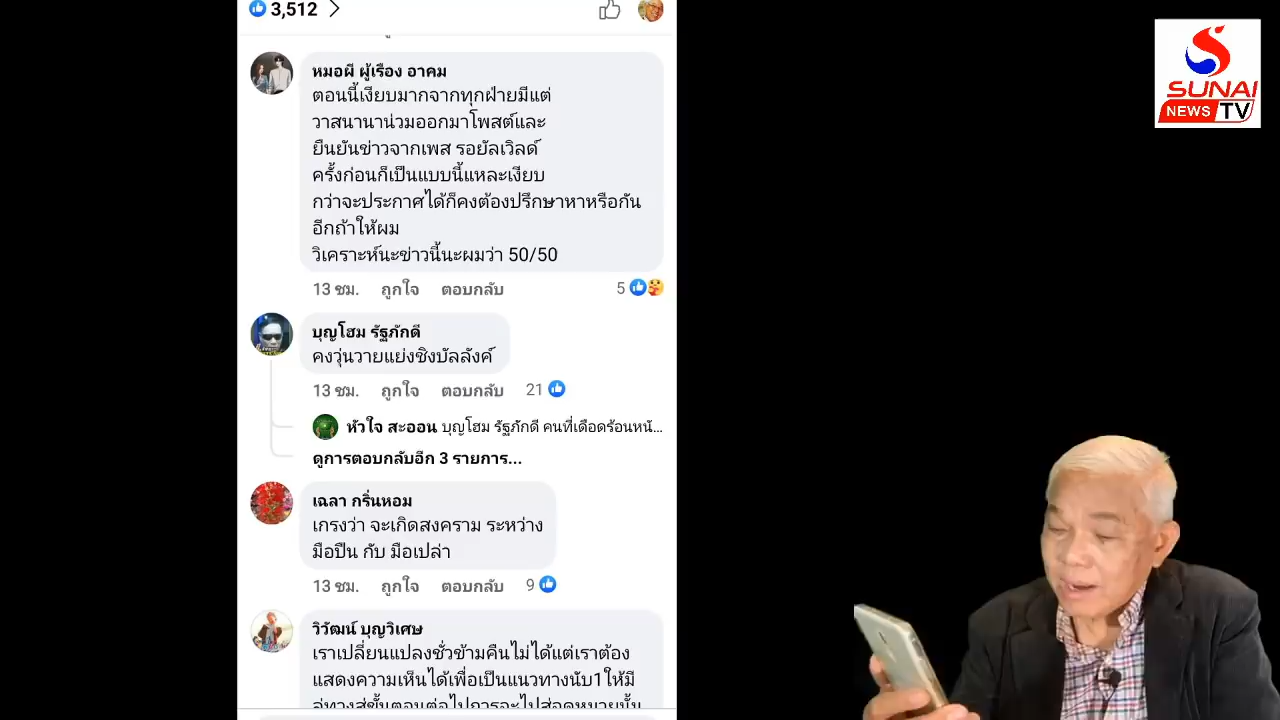 3,512
หมอผี ผู้เรือง อาคม
ตอนนี้เงียบมากจากทุกฝ่ายมีแต่
วาสนานาน่วมออกมาโพสต์และ
ยืนยันข่าวจากเพส รอยัลเวิลด์
ครั้งก่อนก็เป็นแบบนี้แหละเงียบ
กว่าจะประกาศได้ก็คงต้องปรึกษาหาหรือกัน
อีกถ้าให้ผม
วิเคราะห์นะข่าวนี้นะผมว่า 50/50
13 ชม. ถูกใจ ตอบกลับ 5
บุญโฮม รัฐภักดี
คงวุ่นวายแย่งชิงบัลลังค์
13 ชม. ถูกใจ ตอบกลับ 21
หัวใจ สะออน บุญโฮม รัฐภักดี คนที่เดือดร้อนหนั...
ดูการตอบกลับอีก 3 รายการ...
เฉลา กริ่นหอม
เกรงว่า จะเกิดสงคราม ระหว่าง
มือปืน กับ มือเปล่า
13 ชม. ถูกใจ ตอบกลับ 9
วิวัฒน์ บุญวิเศษ
เราเปลี่ยนแปลงชั่วข้ามคืนไม่ได้แต่เราต้อง
แสดงความเห็นได้เพื่อเป็นแนวทางนับ1ให้มี
SUNAI
NEWS TV